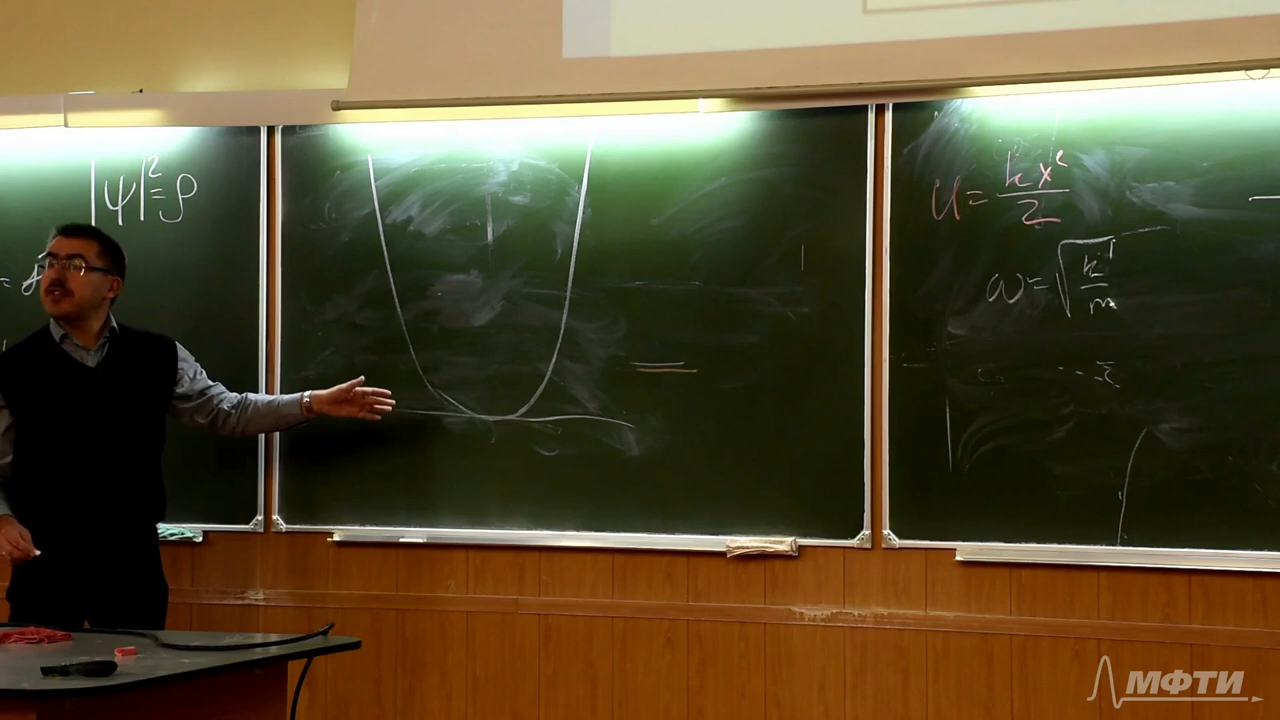 |ψ|² = ρ
U = kx² / 2
ω = √(k/m)
МФТИ